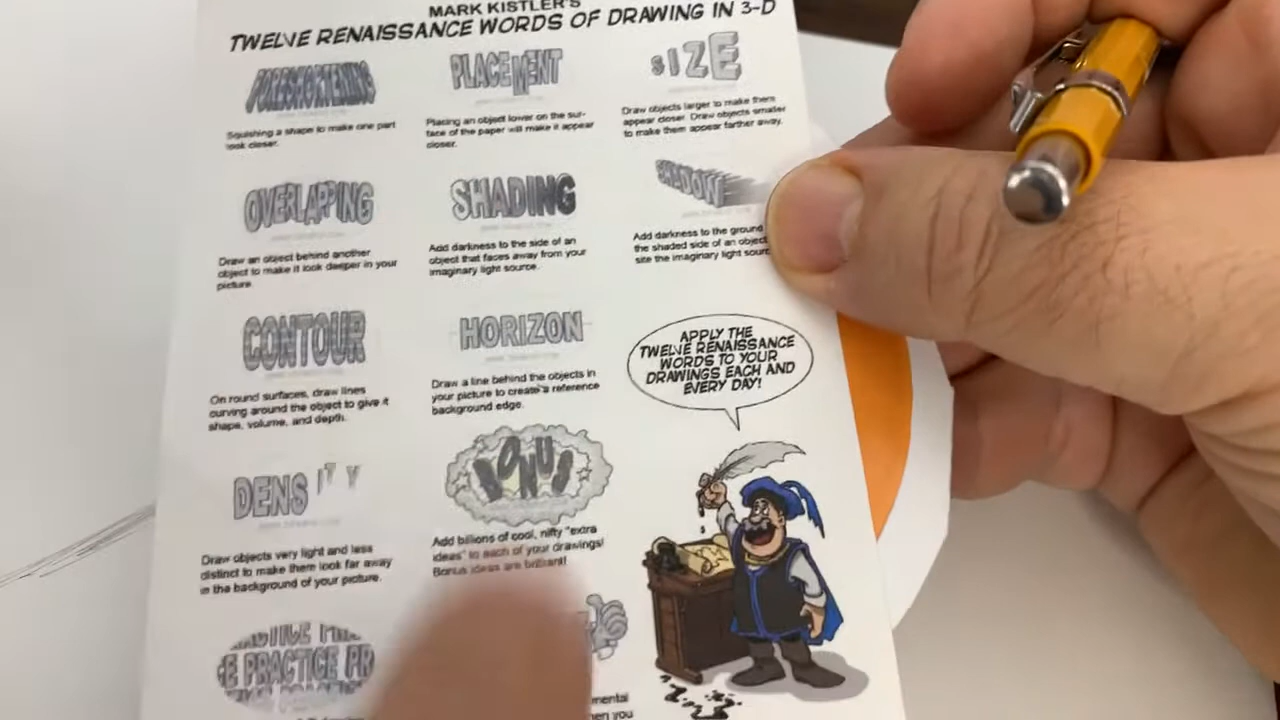 MARK KISTLER'S
TWELVE RENAISSANCE WORDS OF DRAWING IN 3-D
FORESHORTENING
Squishing a shape to make one part
look closer.
PLACEMENT
Placing an object lower on the sur-
face of the paper will make it appear
closer.
SIZE
Draw objects larger to make them
appear closer. Draw objects smaller
to make them appear farther away.
OVERLAPPING
Draw an object behind another
object to make it look deeper in your
picture.
SHADING
Add darkness to the side of an
object that faces away from your
imaginary light source.
SHADOW
Add darkness to the ground
the shaded side of an object
site the imaginary light sourc
CONTOUR
On round surfaces, draw lines
curving around the object to give it
shape, volume, and depth.
HORIZON
Draw a line behind the objects in
your picture to create a reference
background edge.
APPLY THE
TWELVE RENAISSANCE
WORDS TO YOUR
DRAWINGS EACH AND
EVERY DAY!
DENSITY
Draw objects very light and less
distinct to make them look far away
in the background of your picture.
BONUS
Add billions of cool, nifty "extra
ideas" to each of your drawings!
Bonus ideas are brilliant!
PRACTICE
mental
en you